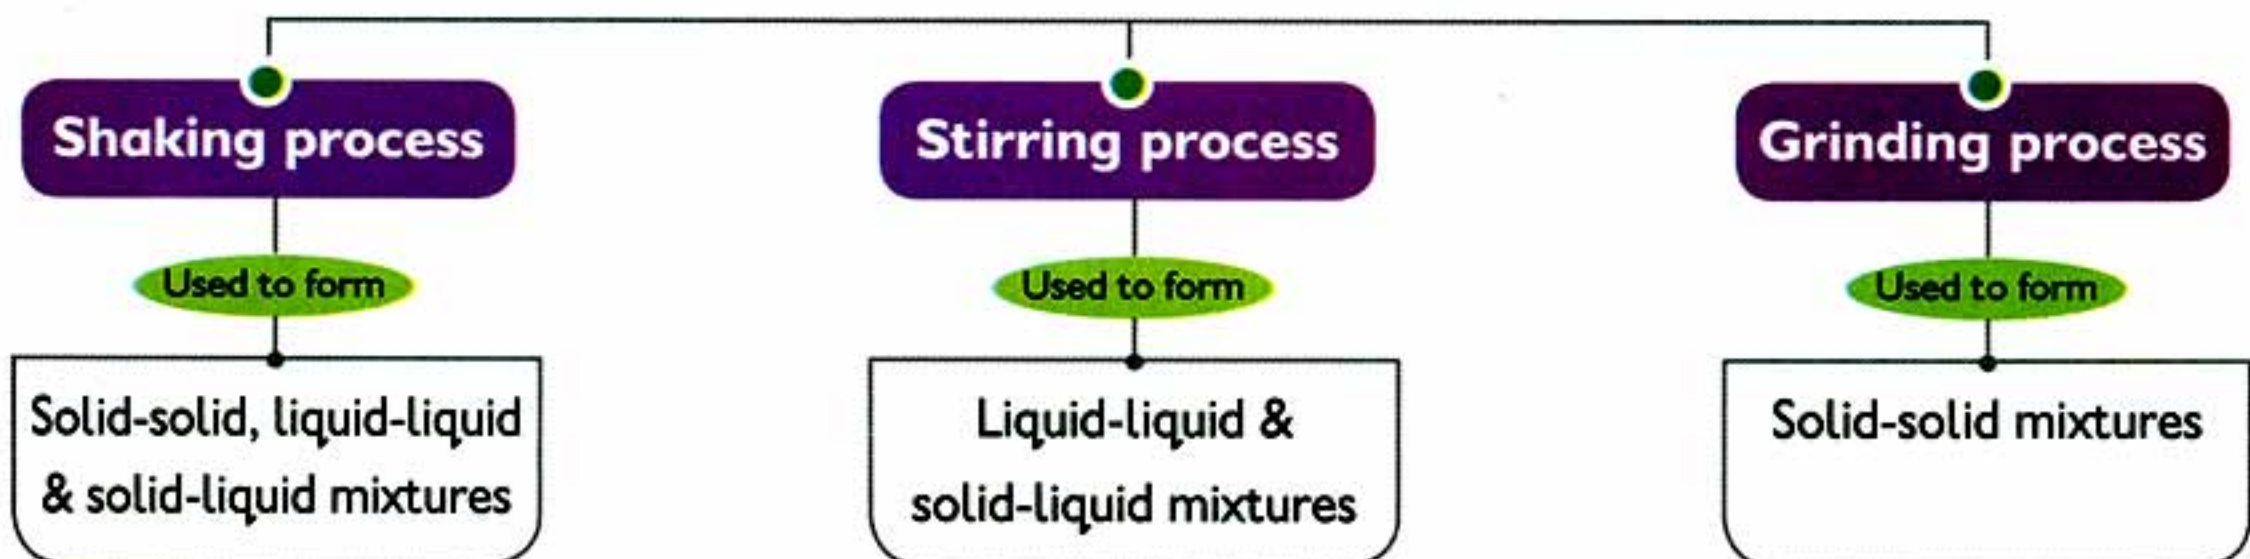 Shaking process
Used to form
Solid-solid, liquid-liquid
& solid-liquid mixtures
Stirring process
Used to form
Liquid-liquid &
solid-liquid mixtures
Grinding process
Used to form
Solid-solid mixtures